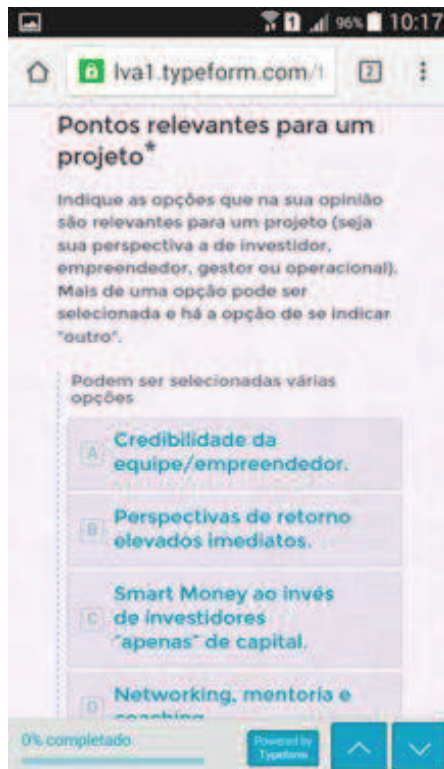 1 96% 10:17
lva1.typeform.com/
2
Pontos relevantes para um
projeto*
Indique as opções que na sua opinião
são relevantes para um projeto (seja
sua perspectiva a de investidor,
empreendedor, gestor ou operacional).
Mais de uma opção pode ser
selecionada e há a opção de se indicar
"outro".
Podem ser selecionadas várias
opções
A Credibilidade da
equipe/empreendedor.
B Perspectivas de retorno
elevados imediatos.
C Smart Money ao invés
de investidores
"apenas" de capital.
D Networking, mentoria e
coaching
0% completado
Powered by
Typeform